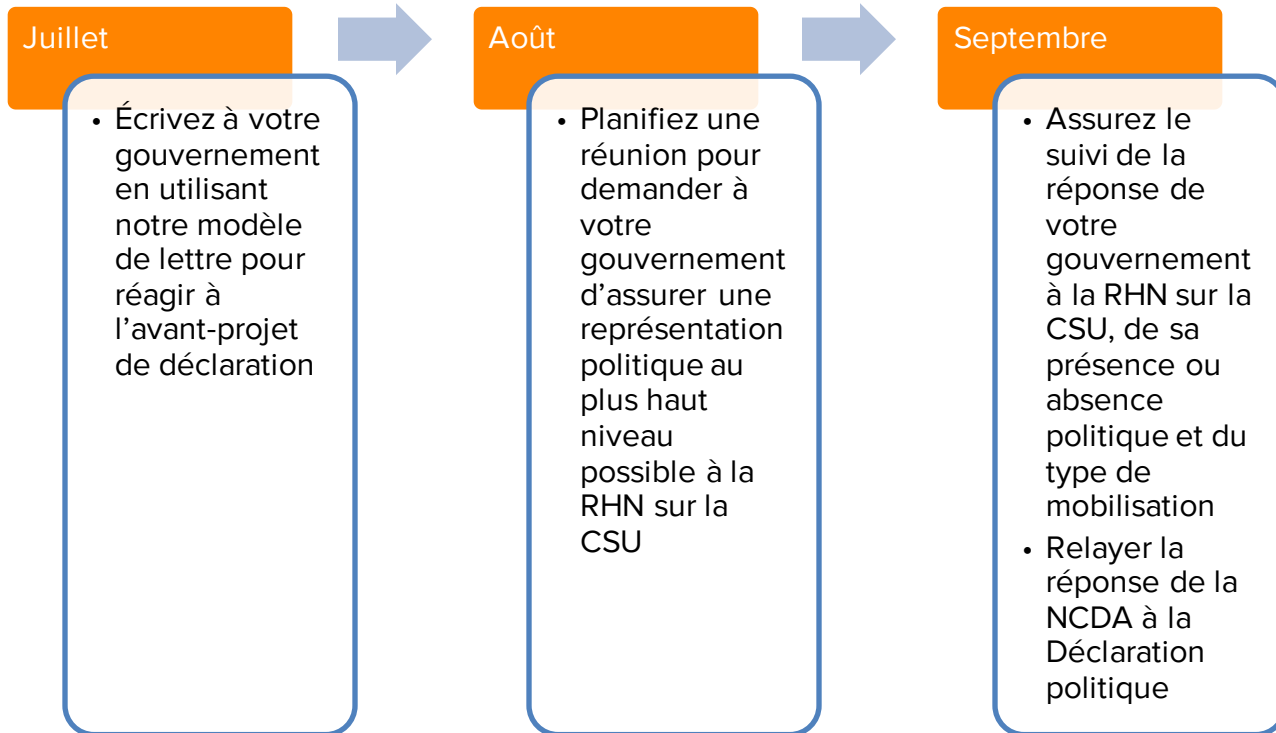 Juillet
• Écrivez à votre
gouvernement
en utilisant
notre modèle
de lettre pour
réagir à
l’avant-projet
de déclaration
Août
• Planifiez une
réunion pour
demander à
votre
gouvernement
d’assurer une
représentation
politique au
plus haut
niveau
possible à la
RHN sur la
CSU
Septembre
• Assurez le
suivi de la
réponse de
votre
gouvernement
à la RHN sur la
CSU, de sa
présence ou
absence
politique et du
type de
mobilisation
• Relayer la
réponse de la
NCDA à la
Déclaration
politique